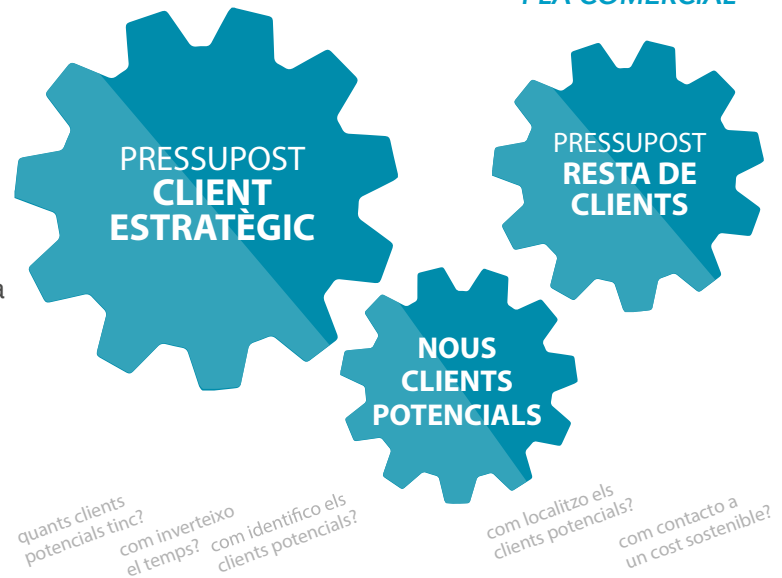 PLA COMERCIAL
PRESSUPOST
CLIENT
ESTRATÈGIC
PRESSUPOST
RESTA DE
CLIENTS
a
NOUS
CLIENTS
POTENCIALS
quants clients
potencials tinc?
com inverteixo
el temps?
com identifico els
clients potencials?
com localitzo els
clients potencials?
com contacto a
un cost sostenible?